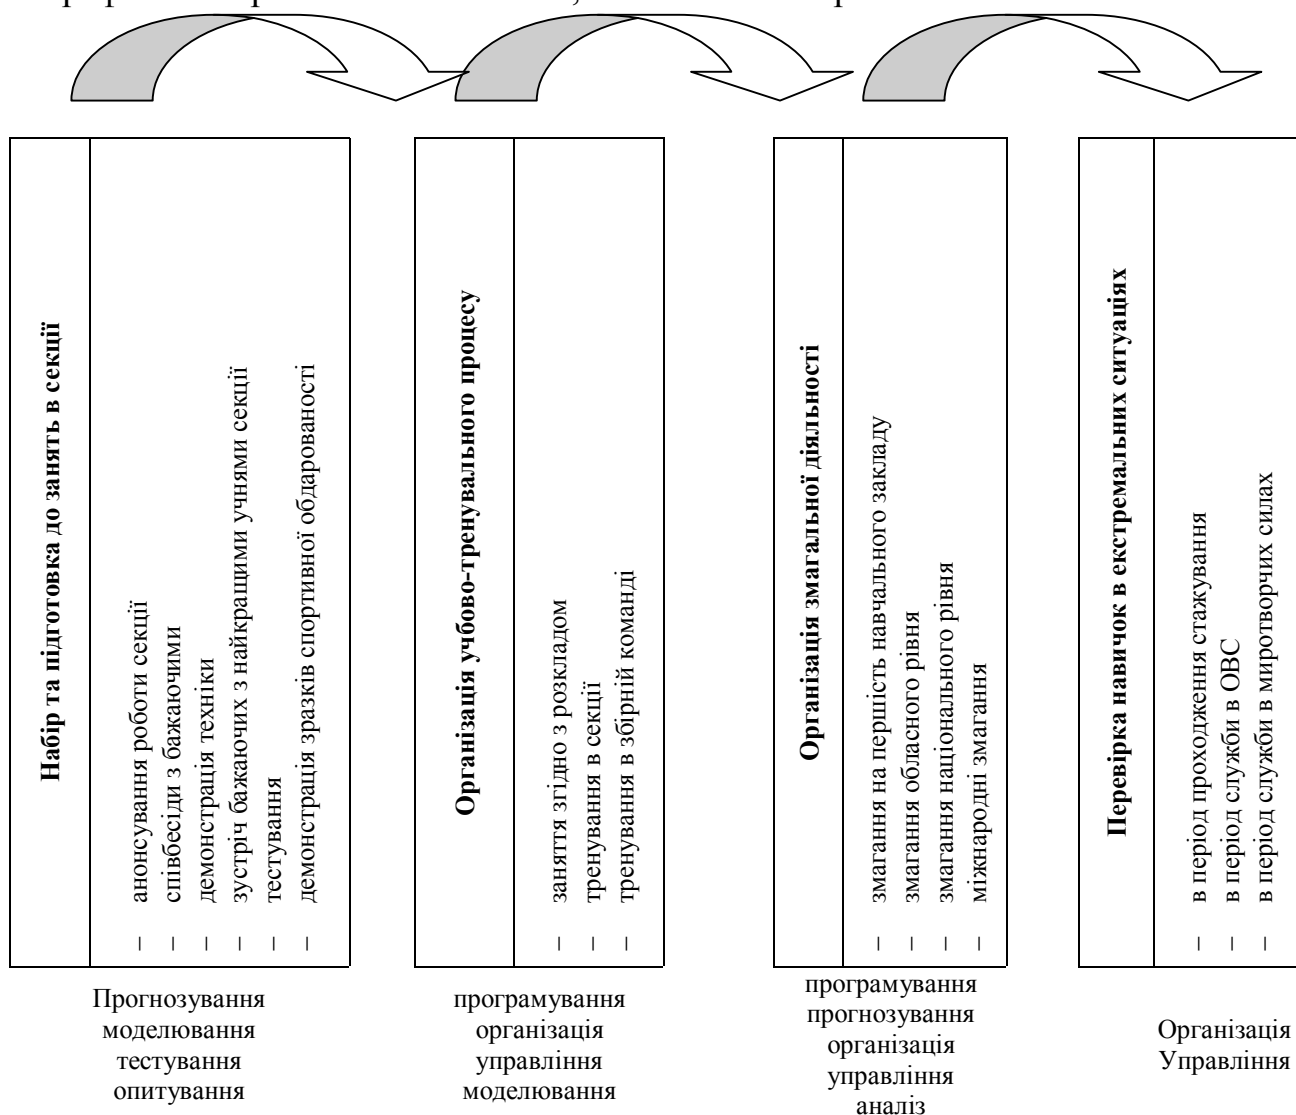 Набір та підготовка до занять в секції
– анонсування роботи секції
– співбесіди з бажаючими
– демонстрація техніки
– зустріч бажаючих з найкращими учнями секції
– тестування
– демонстрація зразків спортивної обдарованості
Прогнозування
моделювання
тестування
опитування
Організація учбово-тренувального процесу
– заняття згідно з розкладом
– тренування в секції
– тренування в збірній команді
програмування
організація
управління
моделювання
Організація змагальної діяльності
– змагання на першість навчального закладу
– змагання обласного рівня
– змагання національного рівня
– міжнародні змагання
програмування
прогнозування
організація
управління
аналіз
Перевірка навичок в екстремальних ситуаціях
– в період проходження стажування
– в період служби в ОВС
– в період служби в миротворчих силах
Організація
Управління